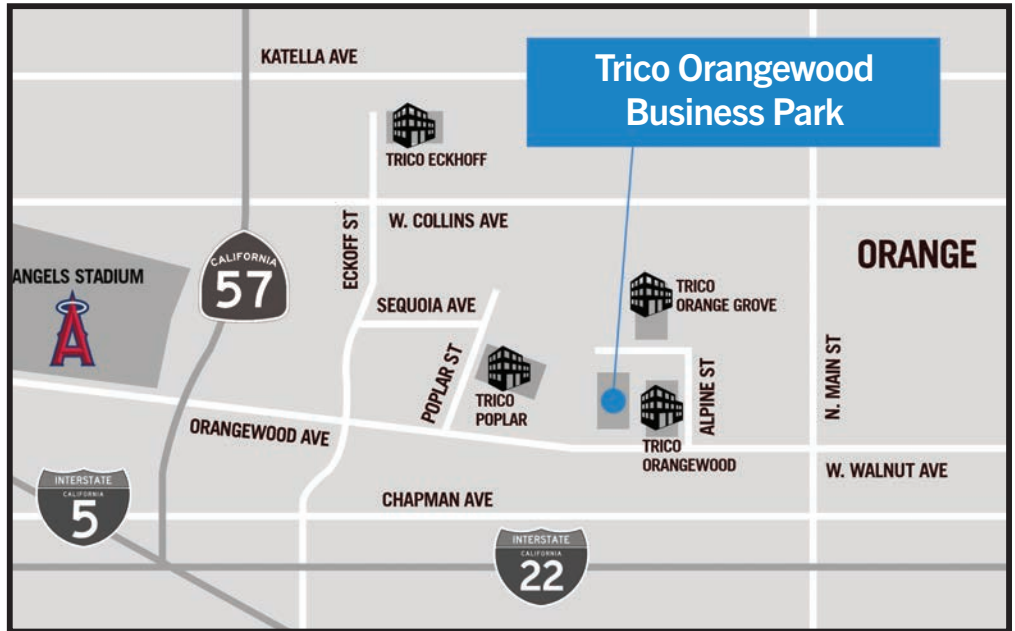 KATELLA AVE
Trico Orangewood
Business Park
TRICO ECKHOFF
ECKOFF ST
W. COLLINS AVE
ORANGE
ANGELS STADIUM
A
CALIFORNIA
57
SEQUOIA AVE
TRICO
ORANGE GROVE
POPLAR ST
TRICO
POPLAR
ALPINE ST
N. MAIN ST
ORANGEWOOD AVE
TRICO
ORANGEWOOD
W. WALNUT AVE
INTERSTATE
CALIFORNIA
5
CHAPMAN AVE
INTERSTATE
CALIFORNIA
22